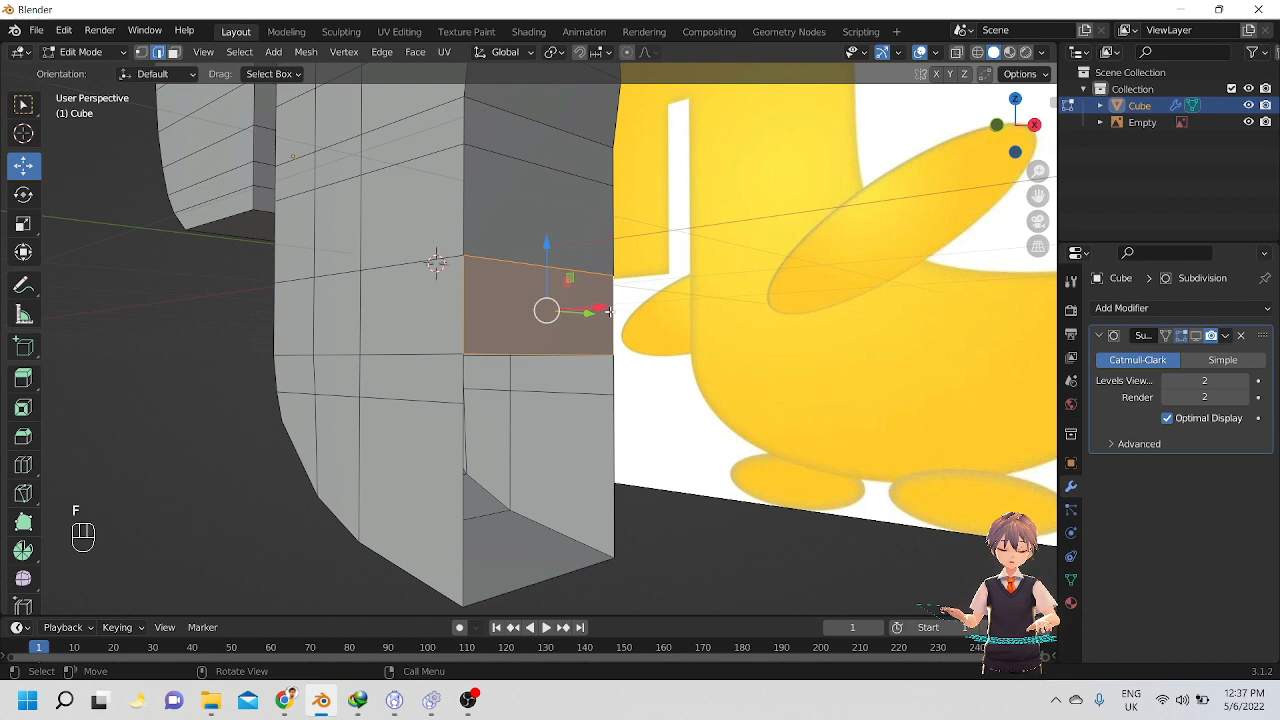 Blender
File Edit Render Window Help
Layout Modeling Sculpting UV Editing Texture Paint Shading Animation Rendering Compositing Geometry Nodes Scripting +
Scene
ViewLayer
Edit Mode View Select Add Mesh Vertex Edge Face UV Global
Orientation: Default Drag: Select Box
X Y Z Options
Scene Collection
Collection
Cube
Empty
User Perspective
(1) Cube
Z
X
F
Cube > Subdivision
Add Modifier
Su...
Catmull-Clark Simple
Levels View... 2
Render 2
Optimal Display
Advanced
Playback Keying View Marker
1 Start
1 10 20 30 40 50 60 70 80 90 100 110 120 130 140 150 160 170 180 190 200 210 220 230 240
Select Move Rotate View Call Menu
3.1.2
ENG
UK
12:37 PM
5/6/2022